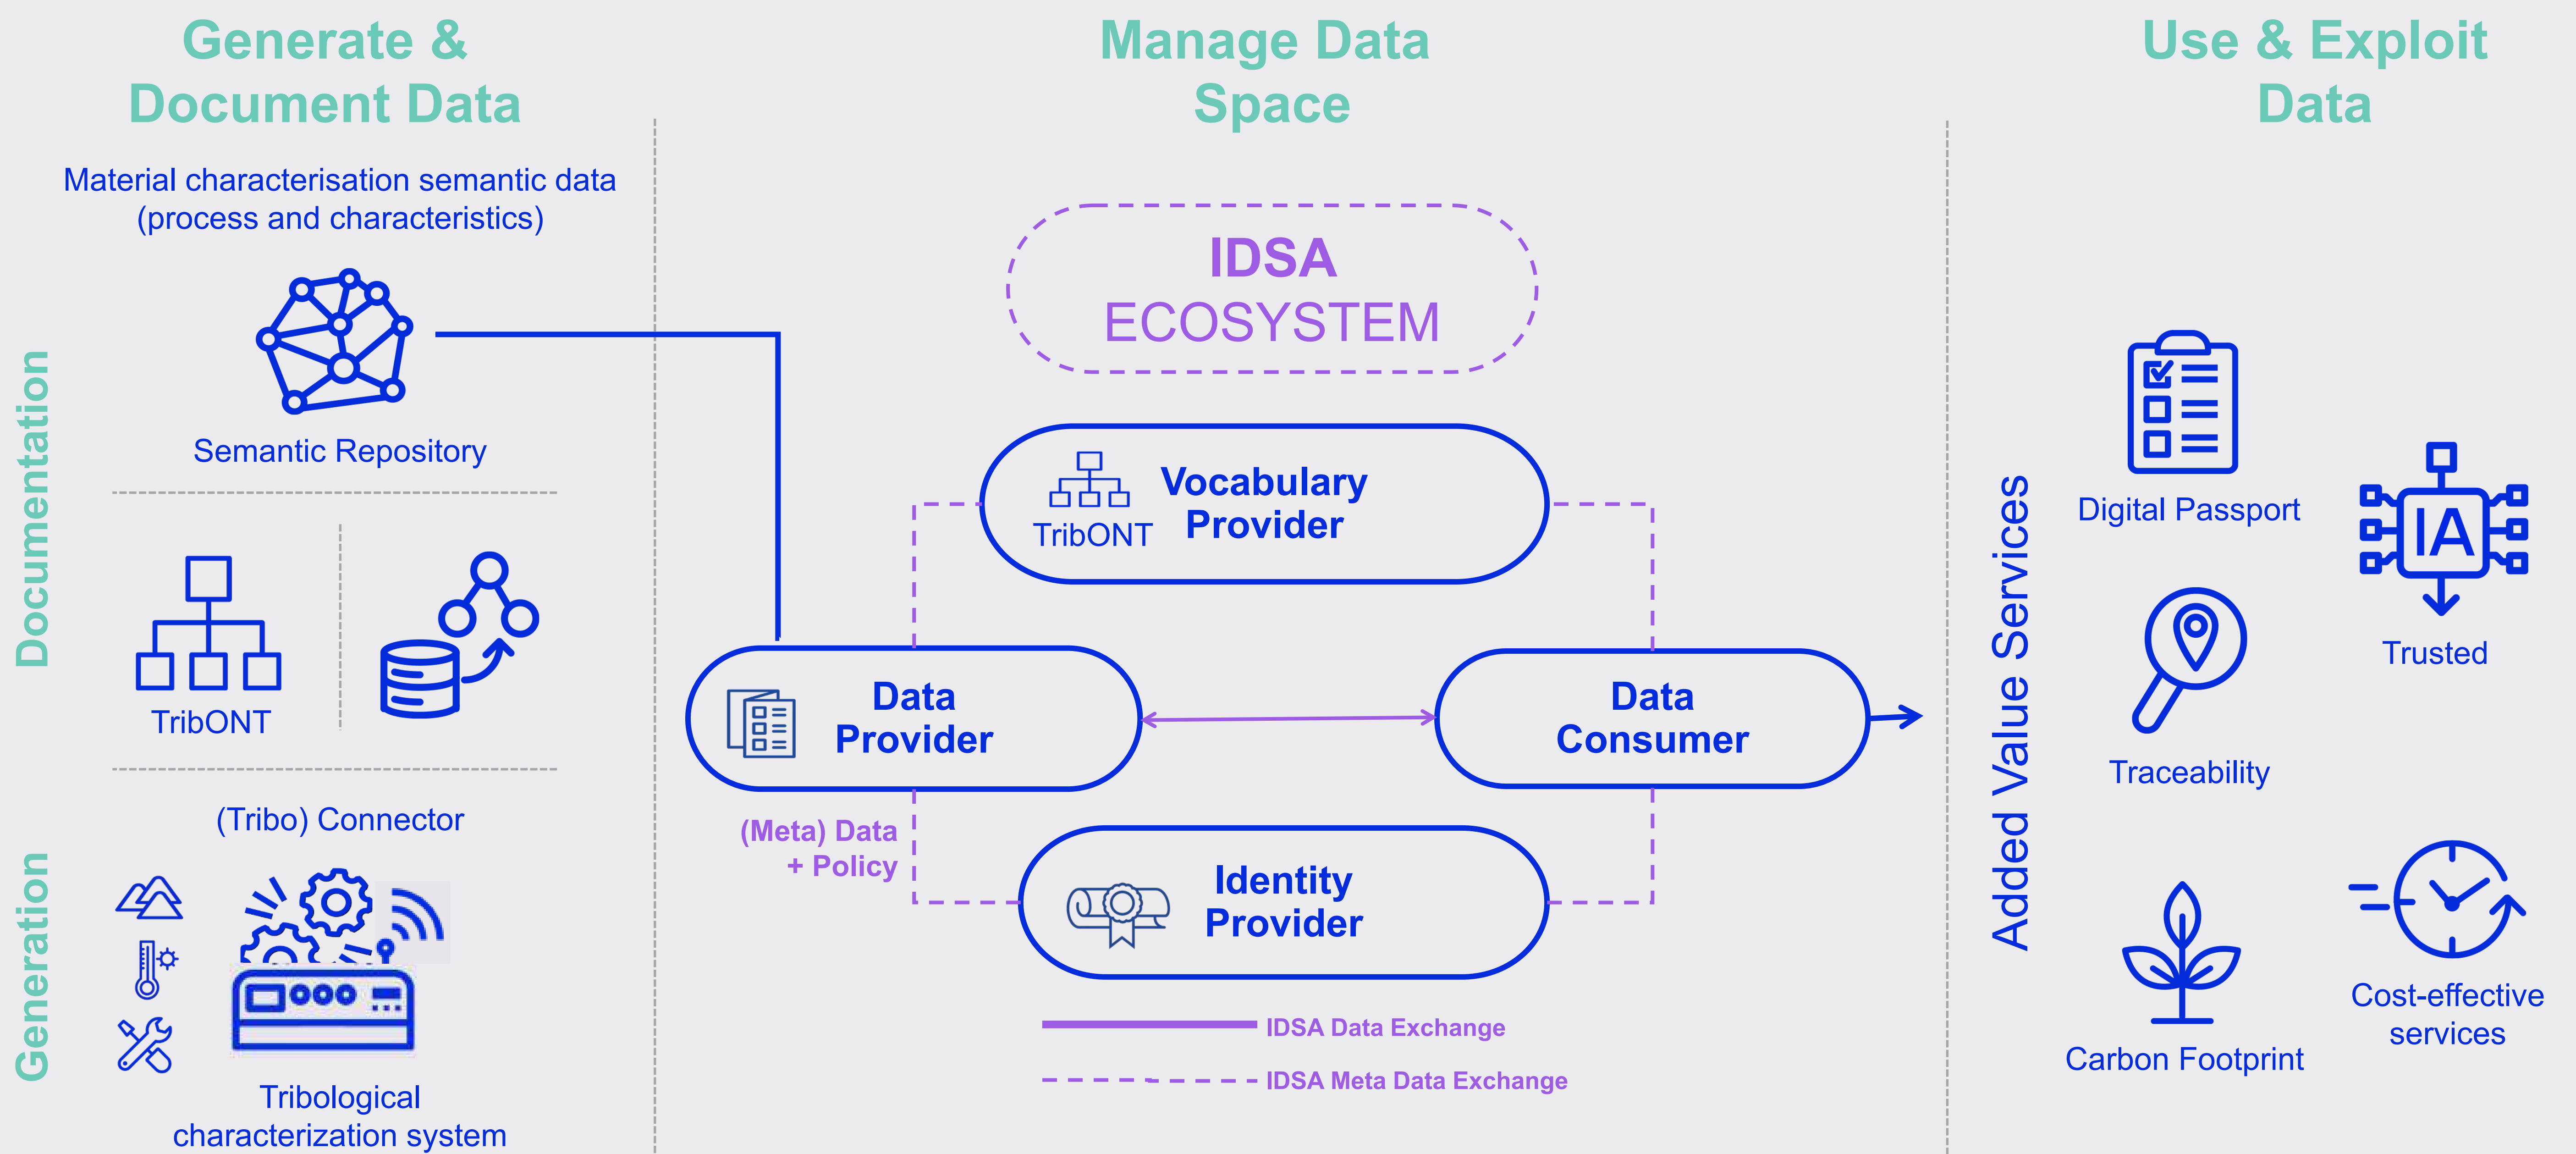 Generate &
Document Data
Manage Data
Space
Use & Exploit
Data
Documentation
Generation
Material characterisation semantic data
(process and characteristics)
Semantic Repository
TribONT
(Tribo) Connector
Tribological
characterization system
IDSA
ECOSYSTEM
TribONT
Vocabulary
Provider
Data
Provider
Data
Consumer
(Meta) Data
+ Policy
Identity
Provider
IDSA Data Exchange
IDSA Meta Data Exchange
Added Value Services
Digital Passport
IA
Trusted
Traceability
Carbon Footprint
Cost-effective
services